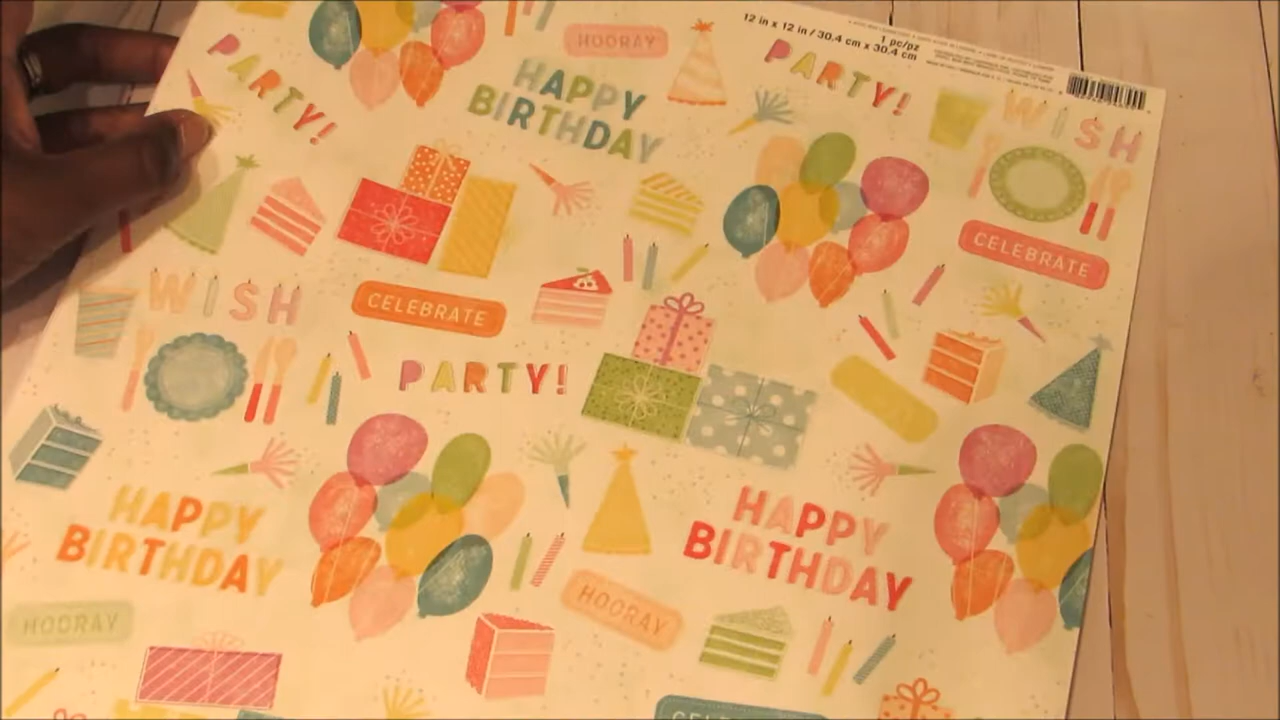 12 in x 12 in / 30.4 cm x 30.4 cm
1 pc/pz
HOORAY
PARTY!
PARTY!
HAPPY
BIRTHDAY
WISH
CELEBRATE
WISH
CELEBRATE
PARTY!
HAPPY
BIRTHDAY
HAPPY
BIRTHDAY
HOORAY
HOORAY